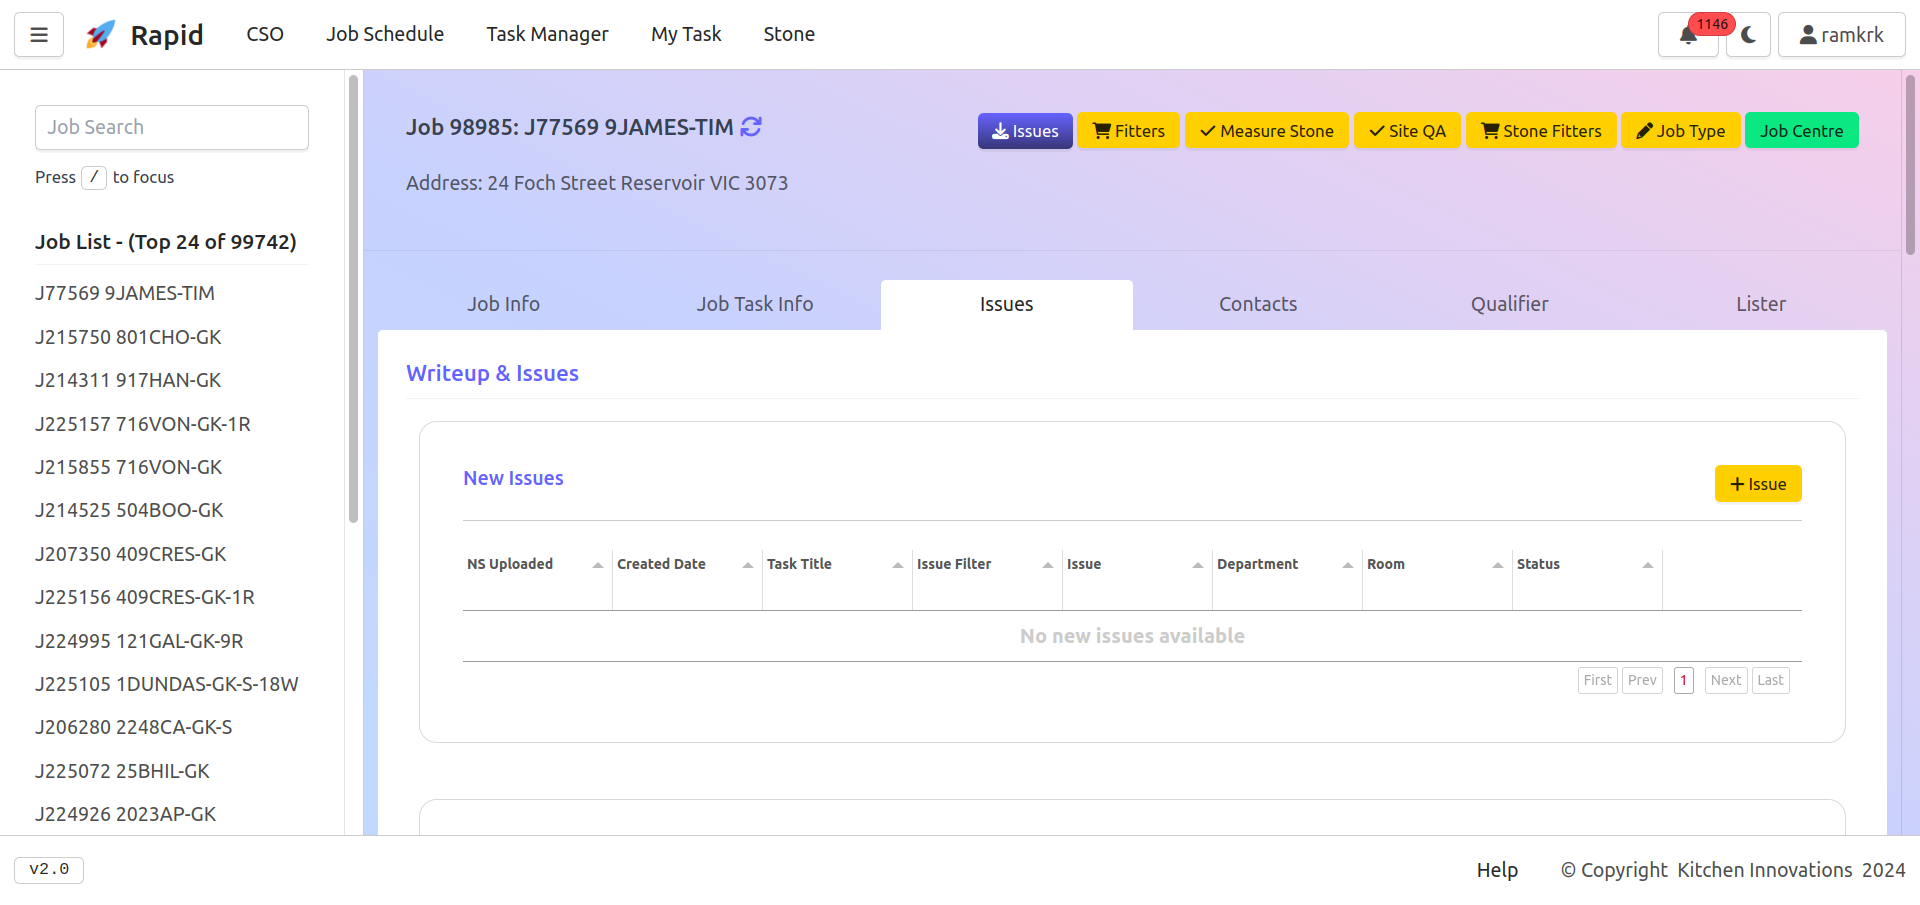 Rapid CSO Job Schedule Task Manager My Task Stone 1146 ramkrk
Job Search
Press / to focus
Job List - (Top 24 of 99742)
J77569 9JAMES-TIM
J215750 801CHO-GK
J214311 917HAN-GK
J225157 716VON-GK-1R
J215855 716VON-GK
J214525 504BOO-GK
J207350 409CRES-GK
J225156 409CRES-GK-1R
J224995 121GAL-GK-9R
J225105 1DUNDAS-GK-S-18W
J206280 2248CA-GK-S
J225072 25BHIL-GK
J224926 2023AP-GK
Job 98985: J77569 9JAMES-TIM
Issues Fitters Measure Stone Site QA Stone Fitters Job Type Job Centre
Address: 24 Foch Street Reservoir VIC 3073
Job Info Job Task Info Issues Contacts Qualifier Lister
Writeup & Issues
New Issues
+ Issue
NS Uploaded Created Date Task Title Issue Filter Issue Department Room Status
No new issues available
First Prev 1 Next Last
v2.0 Help © Copyright Kitchen Innovations 2024